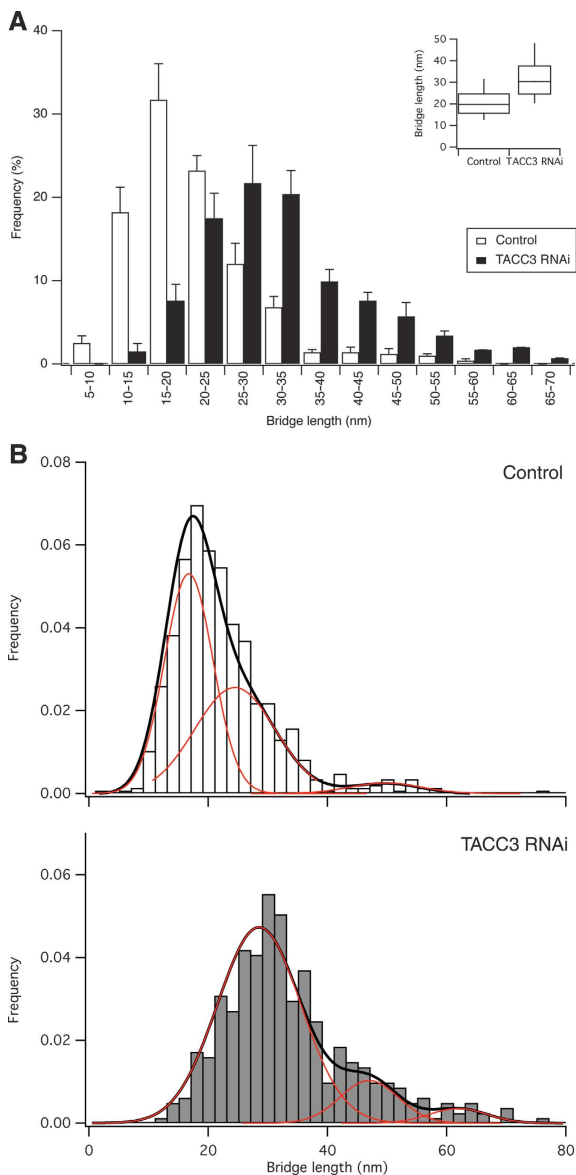 A
Frequency (%)
40
30
20
10
0
5–10
10–15
15–20
20–25
25–30
30–35
35–40
40–45
45–50
50–55
55–60
60–65
65–70
Bridge length (nm)
Bridge length (nm)
50
40
30
20
10
0
Control
TACC3 RNAi
Control
TACC3 RNAi
B
Control
Frequency
0.08
0.06
0.04
0.02
0.00
TACC3 RNAi
Frequency
0.06
0.04
0.02
0.00
0
20
40
60
80
Bridge length (nm)